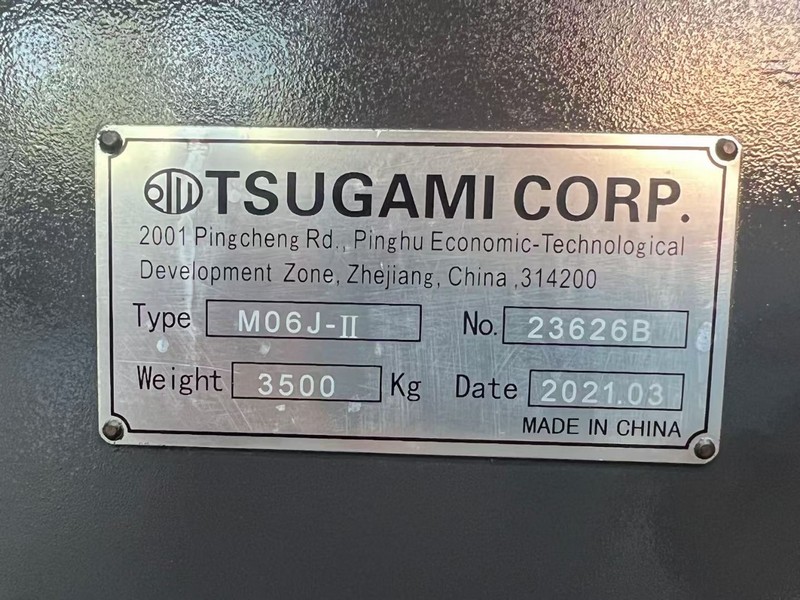 TSUGAMI CORP.
2001 Pingcheng Rd., Pinghu Economic-Technological
Development Zone, Zhejiang, China ,314200
Type M06J-II No. 23626B
Weight 3500 Kg Date 2021.03
MADE IN CHINA